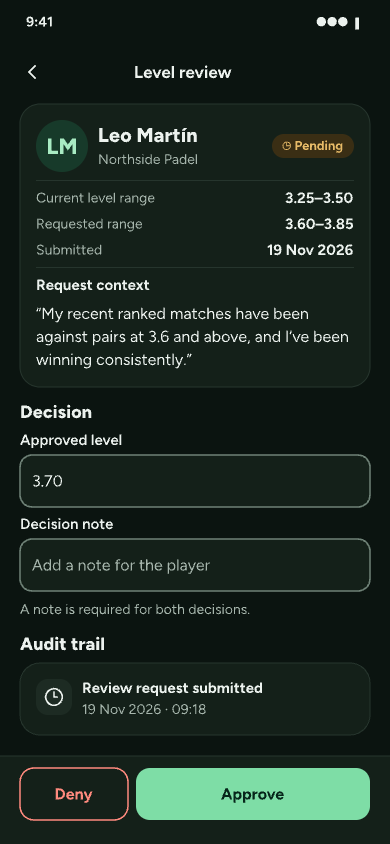 9:41
Level review
LM
Leo Martín
Northside Padel
Pending
Current level range 3.25–3.50
Requested range 3.60–3.85
Submitted 19 Nov 2026
Request context
“My recent ranked matches have been
against pairs at 3.6 and above, and I’ve been
winning consistently.”
Decision
Approved level
3.70
Decision note
Add a note for the player
A note is required for both decisions.
Audit trail
Review request submitted
19 Nov 2026 · 09:18
Deny
Approve